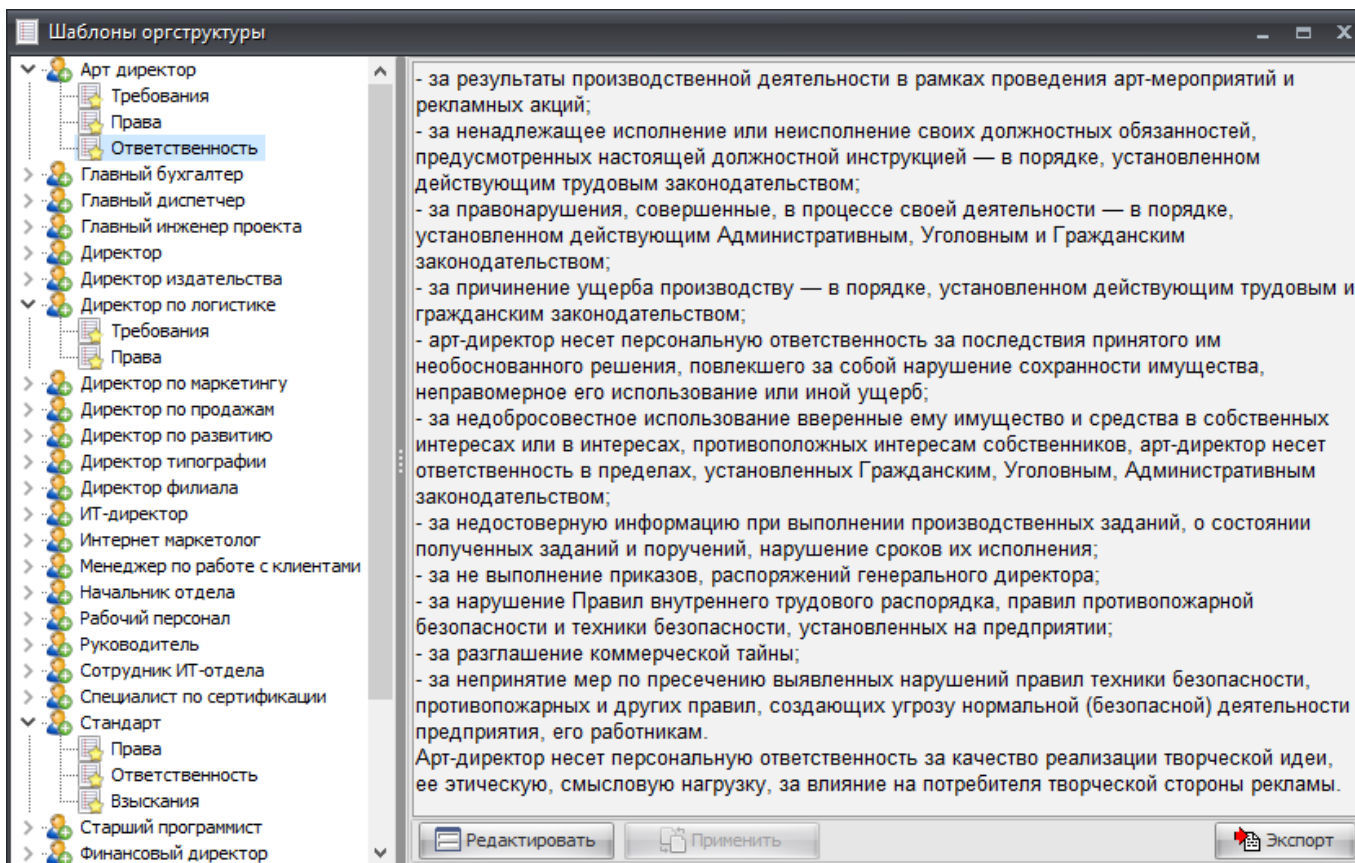 Шаблоны оргструктуры
Арт директор
Требования
Права
Ответственность
Главный бухгалтер
Главный диспетчер
Главный инженер проекта
Директор
Директор издательства
Директор по логистике
Требования
Права
Директор по маркетингу
Директор по продажам
Директор по развитию
Директор типографии
Директор филиала
ИТ-директор
Интернет маркетолог
Менеджер по работе с клиентами
Начальник отдела
Рабочий персонал
Руководитель
Сотрудник ИТ-отдела
Специалист по сертификации
Стандарт
Права
Ответственность
Взыскания
Старший программист
Финансовый директор
- за результаты производственной деятельности в рамках проведения арт-мероприятий и
рекламных акций;
- за ненадлежащее исполнение или неисполнение своих должностных обязанностей,
предусмотренных настоящей должностной инструкцией — в порядке, установленном
действующим трудовым законодательством;
- за правонарушения, совершенные, в процессе своей деятельности — в порядке,
установленном действующим Административным, Уголовным и Гражданским
законодательством;
- за причинение ущерба производству — в порядке, установленном действующим трудовым и
гражданским законодательством;
- арт-директор несет персональную ответственность за последствия принятого им
необоснованного решения, повлекшего за собой нарушение сохранности имущества,
неправомерное его использование или иной ущерб;
- за недобросовестное использование вверенные ему имущество и средства в собственных
интересах или в интересах, противоположных интересам собственников, арт-директор несет
ответственность в пределах, установленных Гражданским, Уголовным, Административным
законодательством;
- за недостоверную информацию при выполнении производственных заданий, о состоянии
полученных заданий и поручений, нарушение сроков их исполнения;
- за не выполнение приказов, распоряжений генерального директора;
- за нарушение Правил внутреннего трудового распорядка, правил противопожарной
безопасности и техники безопасности, установленных на предприятии;
- за разглашение коммерческой тайны;
- за непринятие мер по пресечению выявленных нарушений правил техники безопасности,
противопожарных и других правил, создающих угрозу нормальной (безопасной) деятельности
предприятия, его работникам.
Арт-директор несет персональную ответственность за качество реализации творческой идеи,
ее этическую, смысловую нагрузку, за влияние на потребителя творческой стороны рекламы.
Редактировать
Применить
Экспорт